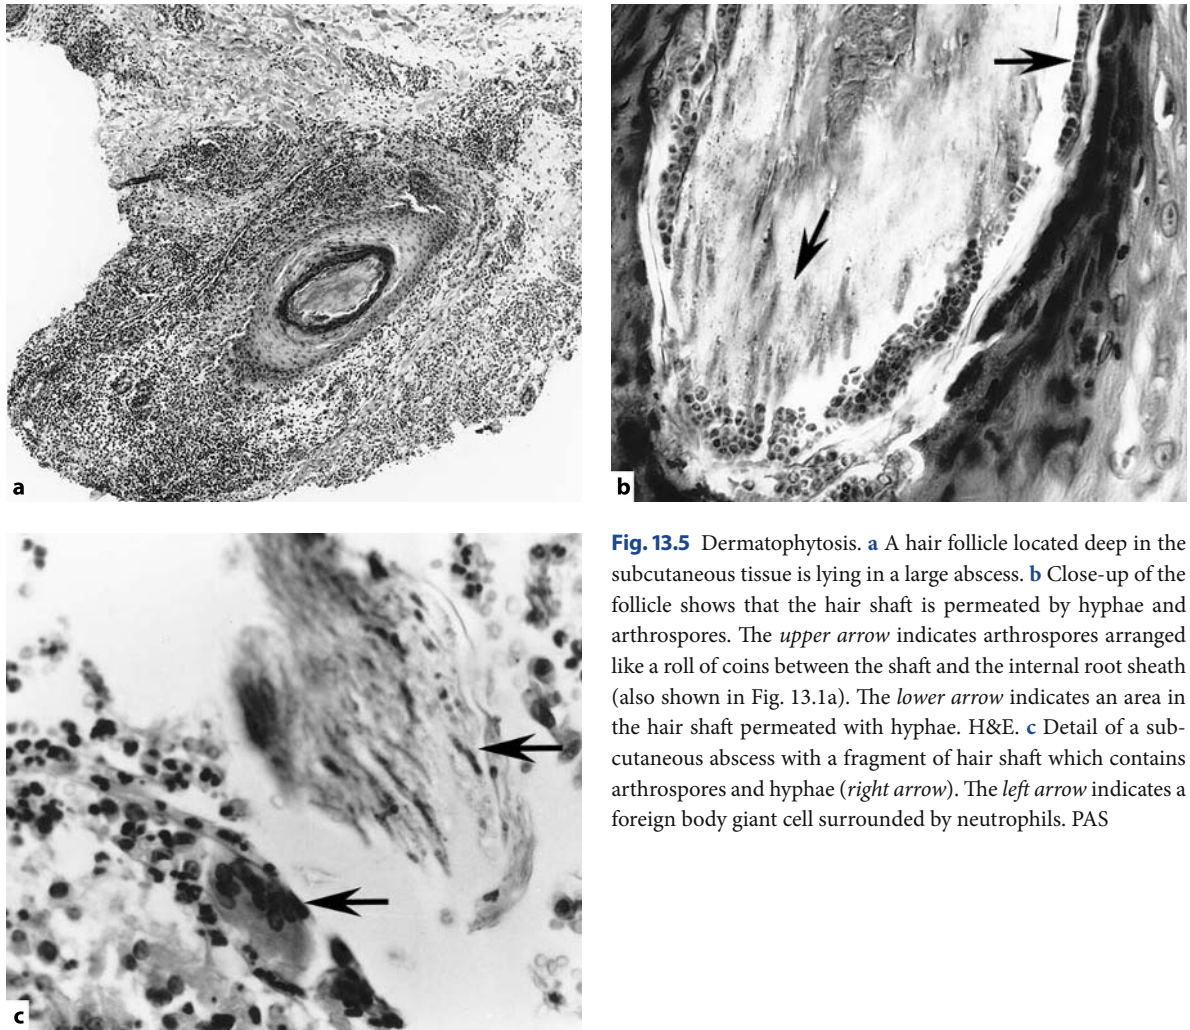 a
b
c
Fig. 13.5 Dermatophytosis. a A hair follicle located deep in the
subcutaneous tissue is lying in a large abscess. b Close-up of the
follicle shows that the hair shaft is permeated by hyphae and
arthrospores. The upper arrow indicates arthrospores arranged
like a roll of coins between the shaft and the internal root sheath
(also shown in Fig. 13.1a). The lower arrow indicates an area in
the hair shaft permeated with hyphae. H&E. c Detail of a sub-
cutaneous abscess with a fragment of hair shaft which contains
arthrospores and hyphae (right arrow). The left arrow indicates a
foreign body giant cell surrounded by neutrophils. PAS